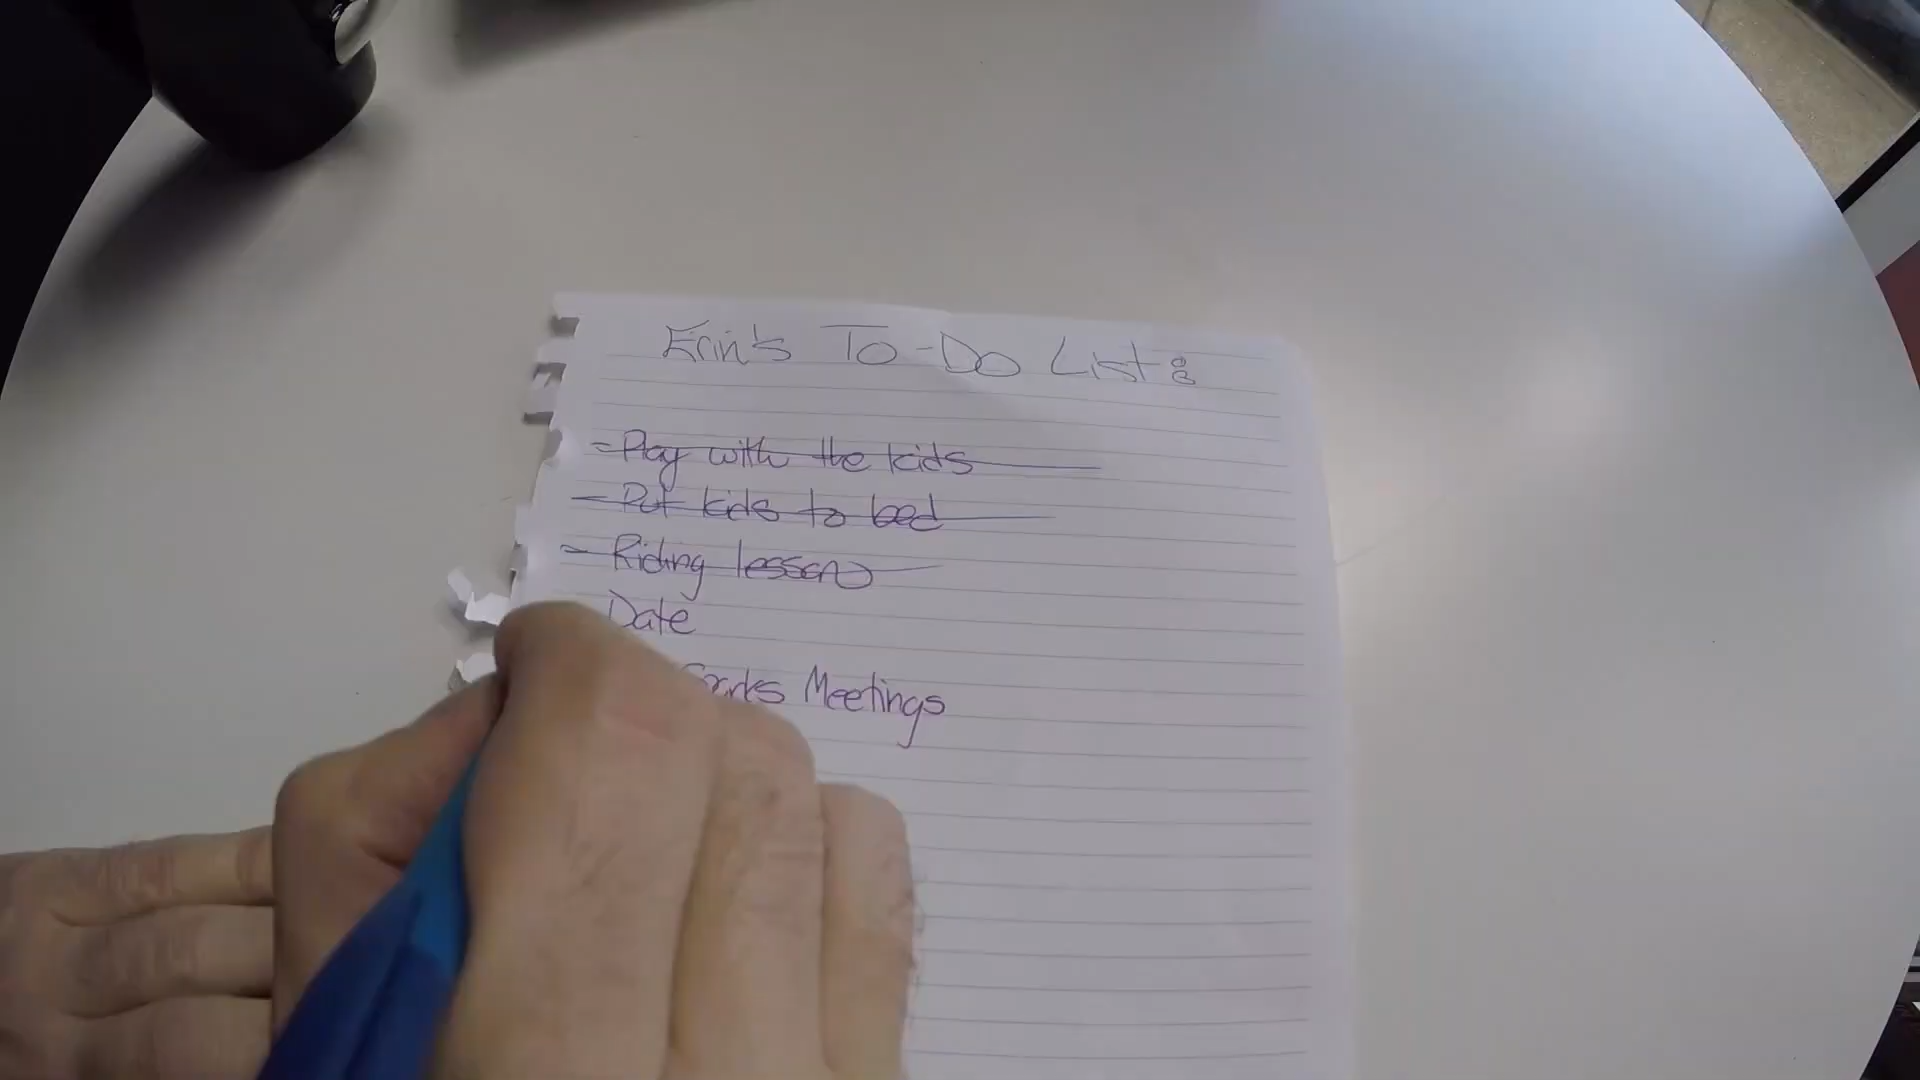 Erin's To-Do List:
- Play with the kids
- Put kids to bed
- Riding lesson
Date
Meetings